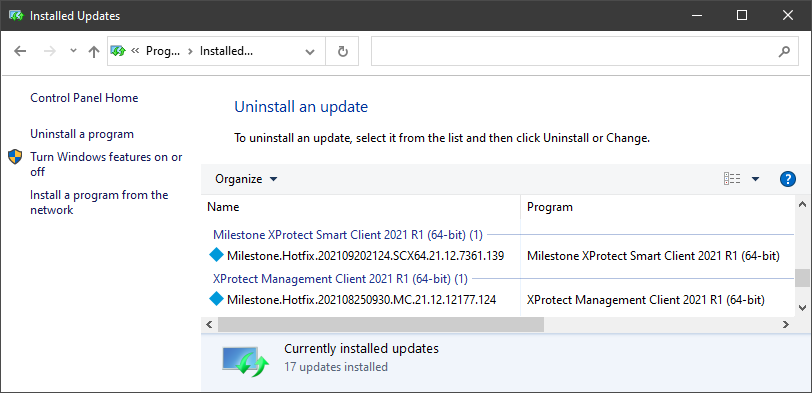 Installed Updates
« Prog... > Installed...
Control Panel Home
Uninstall a program
Turn Windows features on or
off
Install a program from the
network
Uninstall an update
To uninstall an update, select it from the list and then click Uninstall or Change.
Organize
?
Name Program
Milestone XProtect Smart Client 2021 R1 (64-bit) (1)
Milestone.Hotfix.202109202124.SCX64.21.12.7361.139 Milestone XProtect Smart Client 2021 R1 (64-bit)
XProtect Management Client 2021 R1 (64-bit) (1)
Milestone.Hotfix.202108250930.MC.21.12.12177.124 XProtect Management Client 2021 R1 (64-bit)
Currently installed updates
17 updates installed